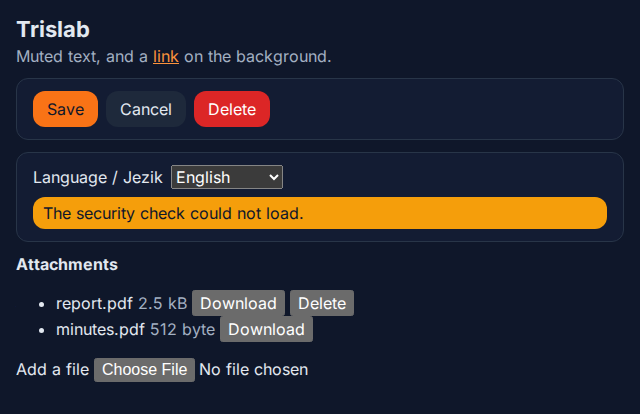 Trislab
Muted text, and a link on the background.
Save Cancel Delete
Language / Jezik English
The security check could not load.
Attachments
report.pdf 2.5 kB Download Delete
minutes.pdf 512 byte Download
Add a file Choose File No file chosen